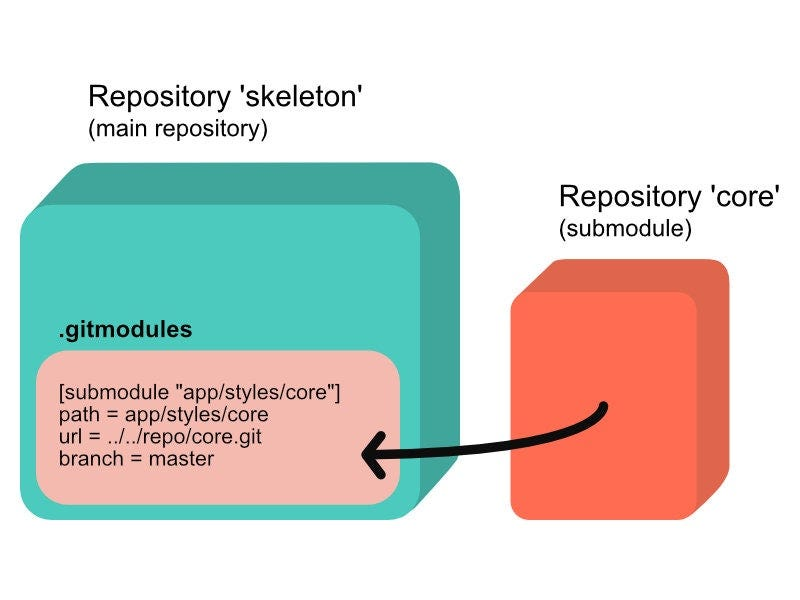 Repository 'skeleton'
(main repository)
Repository 'core'
(submodule)
.gitmodules
[submodule "app/styles/core"]
path = app/styles/core
url = ../../repo/core.git
branch = master